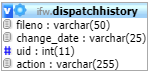 ifw.dispatchhistory
fileno : varchar(50)
change_date : varchar(25)
# uid : int(11)
action : varchar(255)